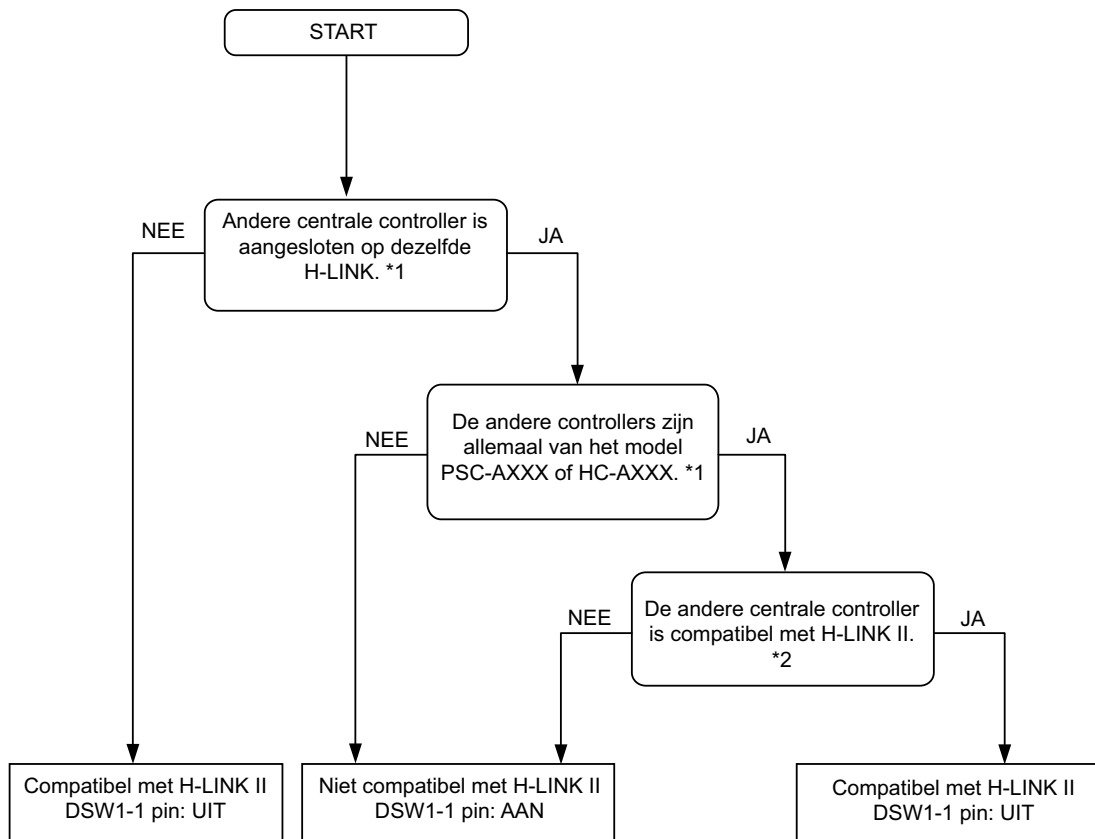 START
NEE
Andere centrale controller is
aangesloten op dezelfde
H-LINK. *1
JA
NEE
De andere controllers zijn
allemaal van het model
PSC-AXXX of HC-AXXX. *1
JA
NEE
De andere centrale controller
is compatibel met H-LINK II.
*2
JA
Compatibel met H-LINK II
DSW1-1 pin: UIT
Niet compatibel met H-LINK II
DSW1-1 pin: AAN
Compatibel met H-LINK II
DSW1-1 pin: UIT